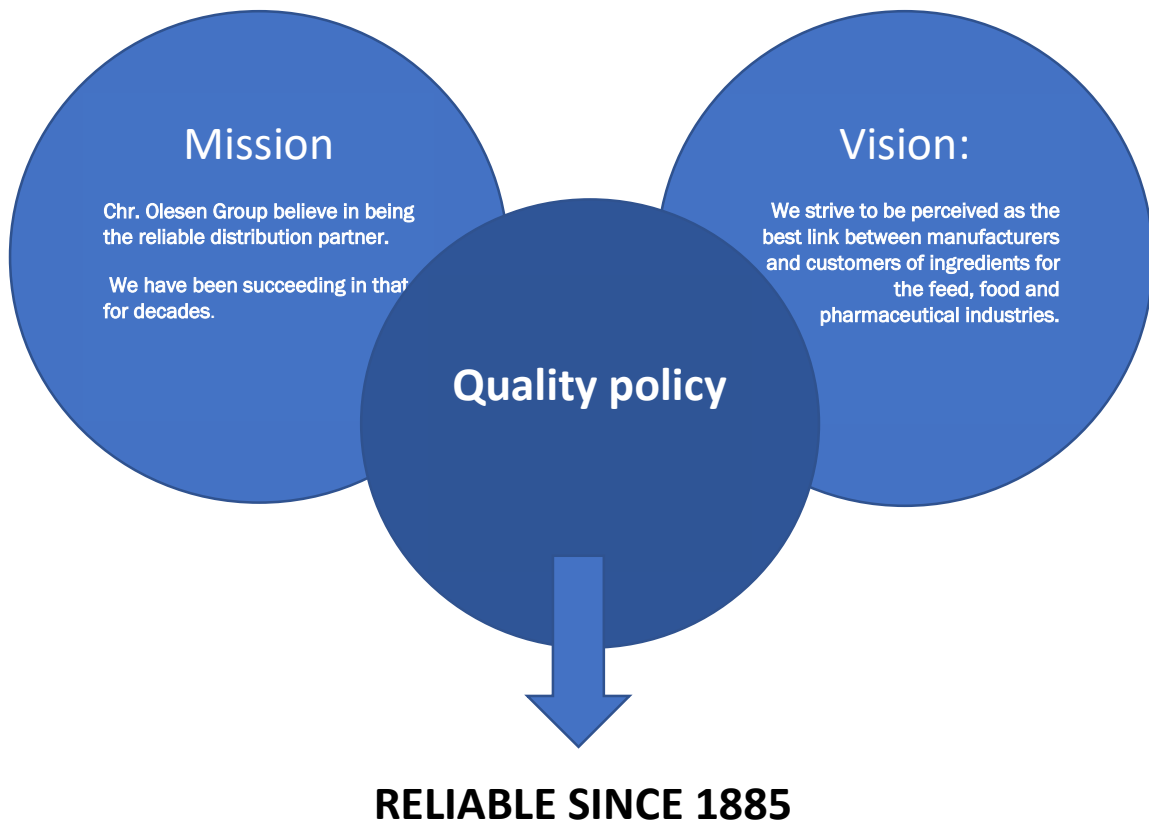 Mission
Chr. Olesen Group believe in being
the reliable distribution partner.
We have been succeeding in that
for decades.
Vision:
We strive to be perceived as the
best link between manufacturers
and customers of ingredients for
the feed, food and
pharmaceutical industries.
Quality policy
RELIABLE SINCE 1885